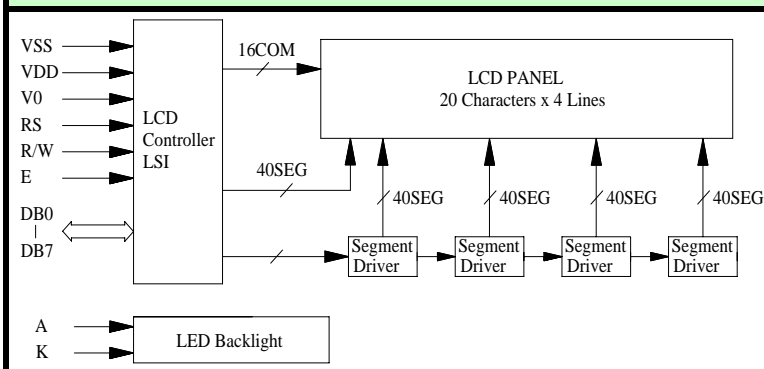 VSS
VDD
V0
RS
R/W
E
DB0
DB7
LCD
Controller
LSI
16COM
LCD PANEL
20 Characters x 4 Lines
40SEG
40SEG
40SEG
40SEG
40SEG
Segment
Driver
Segment
Driver
Segment
Driver
Segment
Driver
A
K
LED Backlight